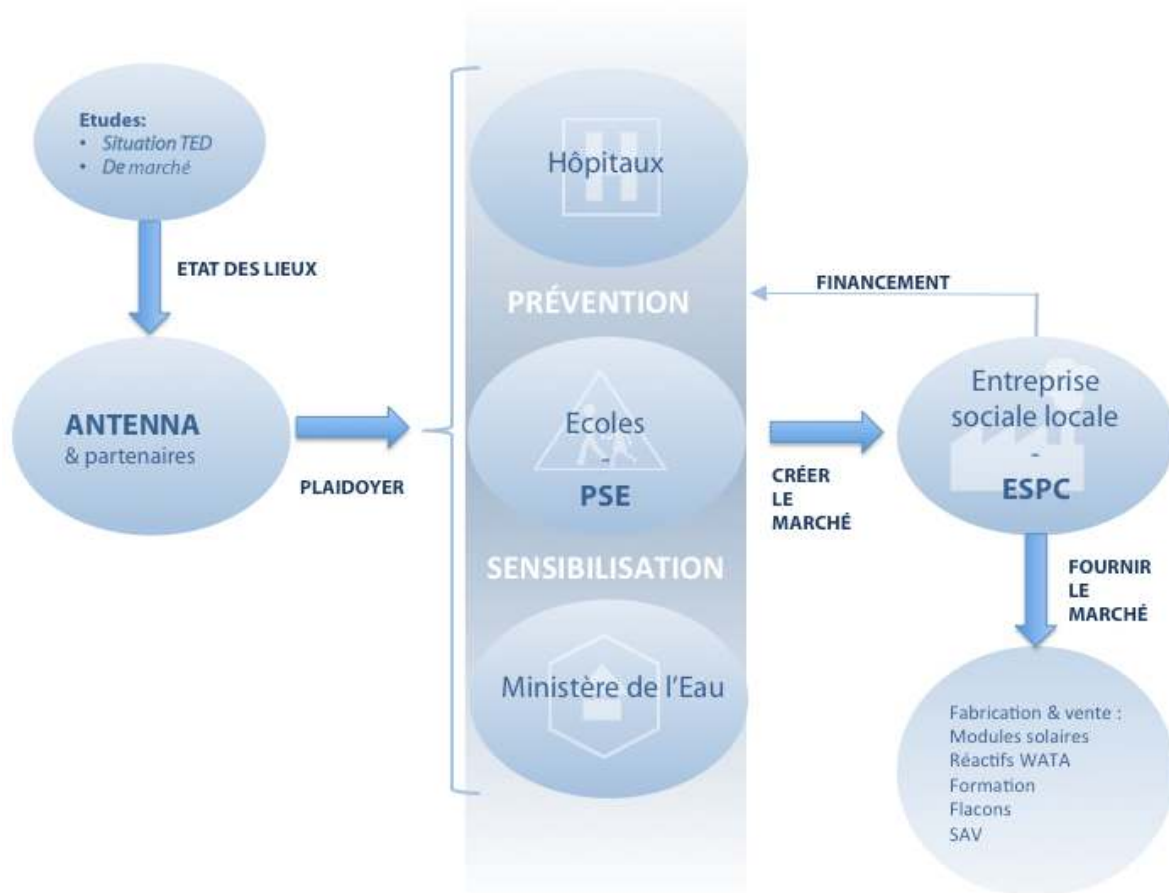 Etudes:
• Situation TED
• De marché
ETAT DES LIEUX
ANTENNA
& partenaires
PLAIDOYER
Hôpitaux
PRÉVENTION
Ecoles
-
PSE
SENSIBILISATION
Ministère de l'Eau
CRÉER
LE
MARCHÉ
FINANCEMENT
Entreprise
sociale locale
-
ESPC
FOURNIR
LE
MARCHÉ
Fabrication & vente :
Modules solaires
Réactifs WATA
Formation
Flacons
SAV